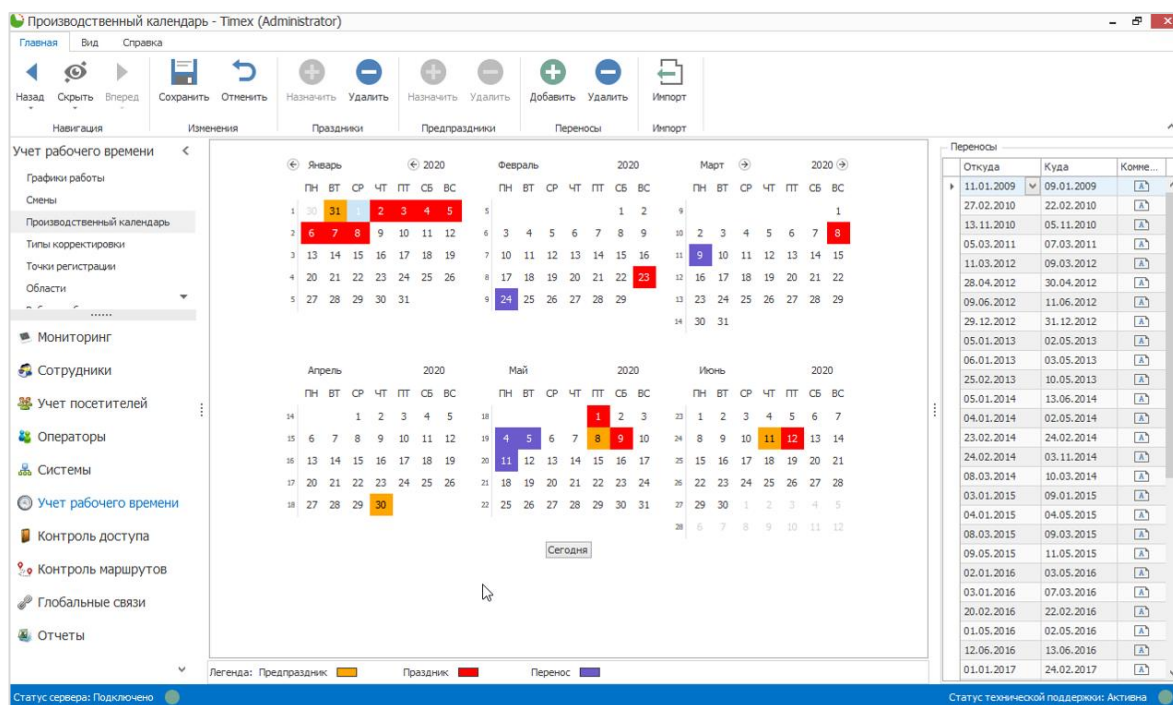 Производственный календарь - Timex (Administrator)
Главная Вид Справка
Назад Скрыть Вперед Сохранить Отменить Назначить Удалить Назначить Удалить Добавить Удалить Импорт
Навигация Изменения Праздники Предпраздники Переносы Импорт
Учет рабочего времени
Графики работы
Смены
Производственный календарь
Типы корректировки
Точки регистрации
Области
Мониторинг
Сотрудники
Учет посетителей
Операторы
Системы
Учет рабочего времени
Контроль доступа
Контроль маршрутов
Глобальные связи
Отчеты
Январь 2020
ПН ВТ СР ЧТ ПТ СБ ВС
1 30 31 1 2 3 4 5
2 6 7 8 9 10 11 12
3 13 14 15 16 17 18 19
4 20 21 22 23 24 25 26
5 27 28 29 30 31
Февраль 2020
ПН ВТ СР ЧТ ПТ СБ ВС
5 1 2
6 3 4 5 6 7 8 9
7 10 11 12 13 14 15 16
8 17 18 19 20 21 22 23
9 24 25 26 27 28 29
Март 2020
ПН ВТ СР ЧТ ПТ СБ ВС
9 1
10 2 3 4 5 6 7 8
11 9 10 11 12 13 14 15
12 16 17 18 19 20 21 22
13 23 24 25 26 27 28 29
14 30 31
Апрель 2020
ПН ВТ СР ЧТ ПТ СБ ВС
14 1 2 3 4 5
15 6 7 8 9 10 11 12
16 13 14 15 16 17 18 19
17 20 21 22 23 24 25 26
18 27 28 29 30
Май 2020
ПН ВТ СР ЧТ ПТ СБ ВС
18 1 2 3
19 4 5 6 7 8 9 10
20 11 12 13 14 15 16 17
21 18 19 20 21 22 23 24
22 25 26 27 28 29 30 31
Июнь 2020
ПН ВТ СР ЧТ ПТ СБ ВС
23 1 2 3 4 5 6 7
24 8 9 10 11 12 13 14
25 15 16 17 18 19 20 21
26 22 23 24 25 26 27 28
27 29 30 1 2 3 4 5
28 6 7 8 9 10 11 12
Сегодня
Легенда: Предпраздник Праздник Перенос
Переносы
Откуда Куда Комме...
11.01.2009 09.01.2009
27.02.2010 22.02.2010
13.11.2010 05.11.2010
05.03.2011 07.03.2011
11.03.2012 09.03.2012
28.04.2012 30.04.2012
09.06.2012 11.06.2012
29.12.2012 31.12.2012
05.01.2013 02.05.2013
06.01.2013 03.05.2013
25.02.2013 10.05.2013
05.01.2014 13.06.2014
04.01.2014 02.05.2014
23.02.2014 24.02.2014
24.02.2014 03.11.2014
08.03.2014 10.03.2014
03.01.2015 09.01.2015
04.01.2015 04.05.2015
08.03.2015 09.03.2015
09.05.2015 11.05.2015
02.01.2016 03.05.2016
03.01.2016 07.03.2016
20.02.2016 22.02.2016
01.05.2016 02.05.2016
12.06.2016 13.06.2016
01.01.2017 24.02.2017
Статус сервера: Подключено Статус технической поддержки: Активна